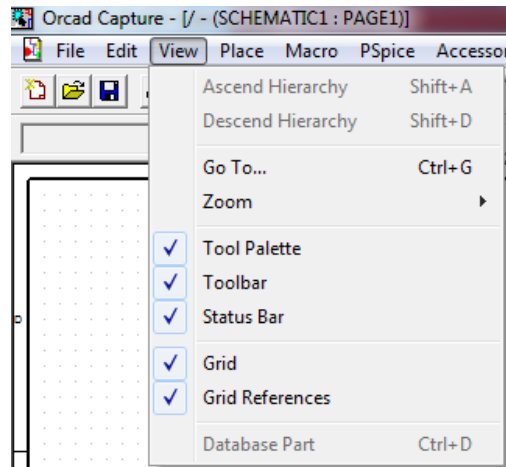 Orcad Capture - [/ - (SCHEMATIC1 : PAGE1)]
File Edit View Place Macro PSpice Accessor
Ascend Hierarchy Shift+A
Descend Hierarchy Shift+D
Go To... Ctrl+G
Zoom
Tool Palette
Toolbar
Status Bar
Grid
Grid References
Database Part Ctrl+D